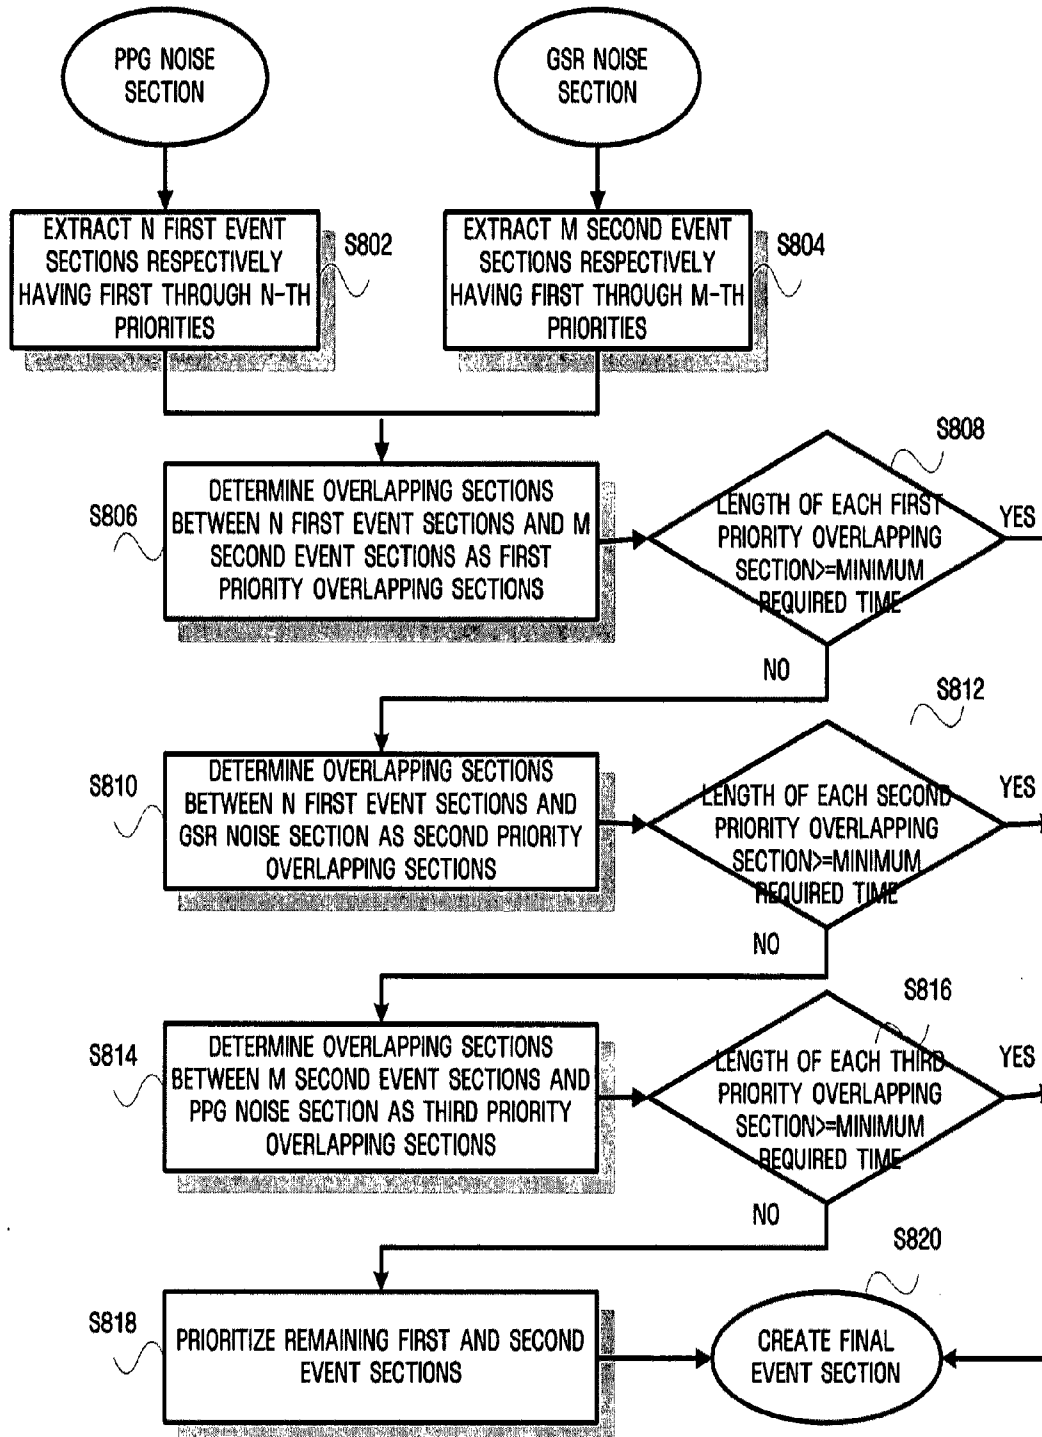 PPG NOISE
SECTION
GSR NOISE
SECTION
EXTRACT N FIRST EVENT
SECTIONS RESPECTIVELY
HAVING FIRST THROUGH N-TH
PRIORITIES
S802
EXTRACT M SECOND EVENT
SECTIONS RESPECTIVELY
HAVING FIRST THROUGH M-TH
PRIORITIES
S804
S806
DETERMINE OVERLAPPING SECTIONS
BETWEEN N FIRST EVENT SECTIONS AND M
SECOND EVENT SECTIONS AS FIRST
PRIORITY OVERLAPPING SECTIONS
S808
LENGTH OF EACH FIRST
PRIORITY OVERLAPPING
SECTION>=MINIMUM
REQUIRED TIME
YES
NO
S810
DETERMINE OVERLAPPING SECTIONS
BETWEEN N FIRST EVENT SECTIONS AND
GSR NOISE SECTION AS SECOND PRIORITY
OVERLAPPING SECTIONS
S812
LENGTH OF EACH SECOND
PRIORITY OVERLAPPING
SECTION>=MINIMUM
REQUIRED TIME
YES
NO
S814
DETERMINE OVERLAPPING SECTIONS
BETWEEN M SECOND EVENT SECTIONS AND
PPG NOISE SECTION AS THIRD PRIORITY
OVERLAPPING SECTIONS
S816
LENGTH OF EACH THIRD
PRIORITY OVERLAPPING
SECTION>=MINIMUM
REQUIRED TIME
YES
NO
S818
PRIORITIZE REMAINING FIRST AND SECOND
EVENT SECTIONS
S820
CREATE FINAL
EVENT SECTION